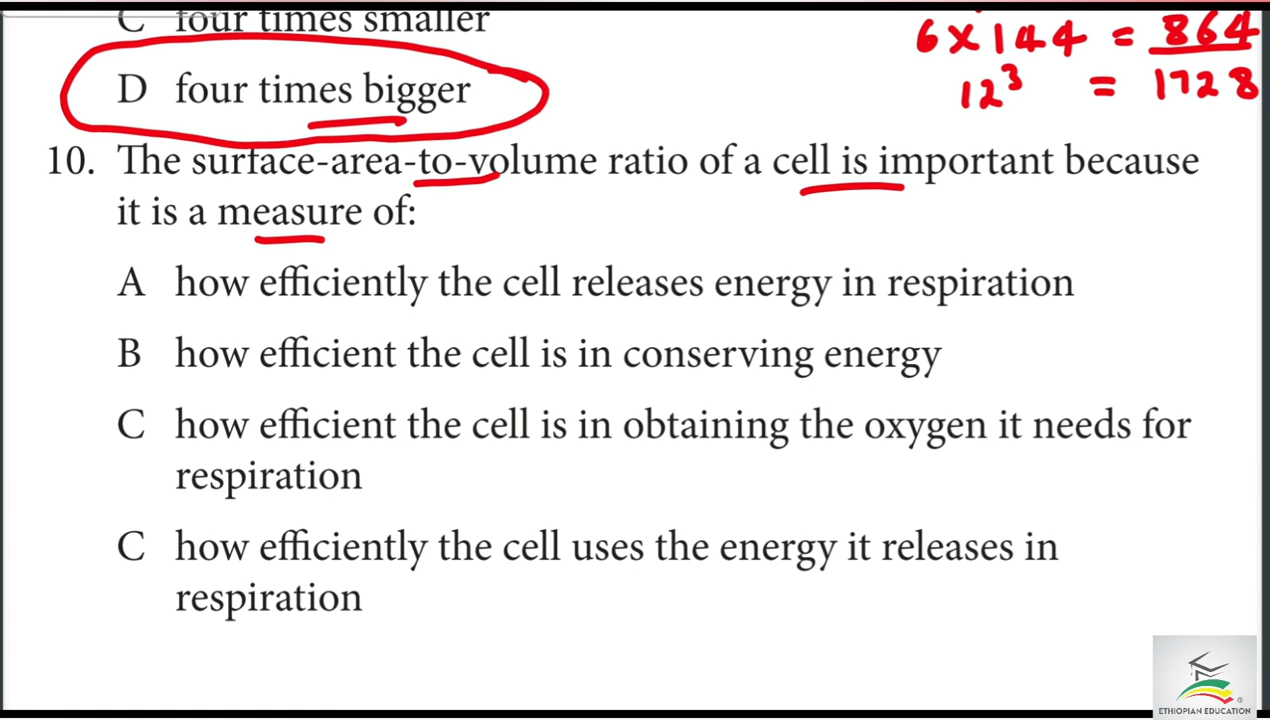 C four times smaller
6 x 144 = 864
D four times bigger
12³ = 1728
10. The surface-area-to-volume ratio of a cell is important because
it is a measure of:
A how efficiently the cell releases energy in respiration
B how efficient the cell is in conserving energy
C how efficient the cell is in obtaining the oxygen it needs for
respiration
C how efficiently the cell uses the energy it releases in
respiration
ETHIOPIAN EDUCATION